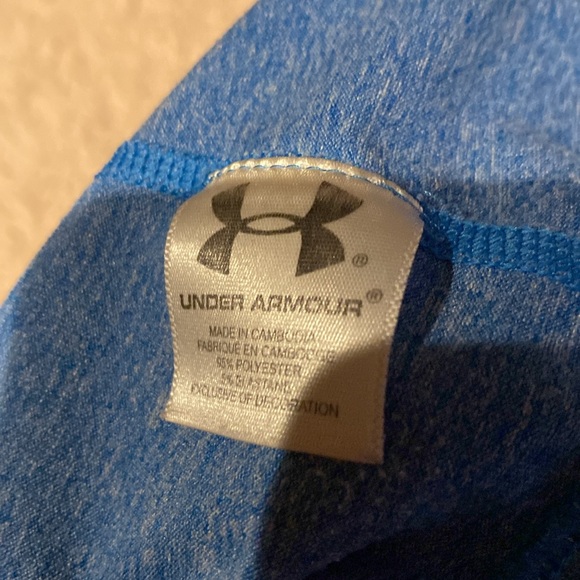 ®
UNDER ARMOUR®
MADE IN CAMBODIA
FABRIQUE EN CAMBODGE
95% POLYESTER
5% ELASTANE
EXCLUSIVE OF DECORATION